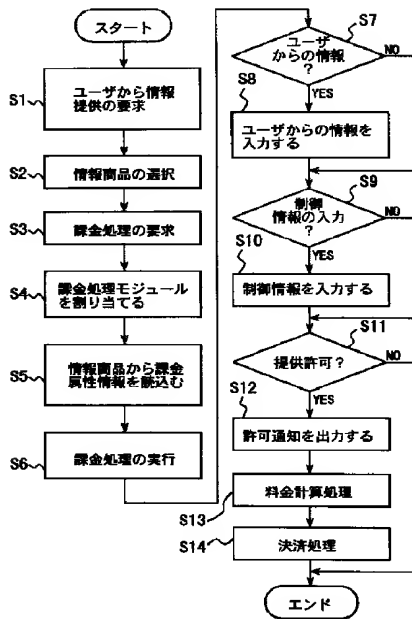 スタート
S1
ユーザから情報
提供の要求
S2
情報商品の選択
S3
課金処理の要求
S4
課金処理モジュール
を割り当てる
S5
情報商品から課金
属性情報を読込む
S6
課金処理の実行
S7
ユーザ
からの情報
?
NO
YES
S8
ユーザからの情報を
入力する
S9
制御
情報の入力
?
NO
YES
S10
制御情報を入力する
S11
提供許可?
NO
YES
S12
許可通知を出力する
S13
料金計算処理
S14
決済処理
エンド